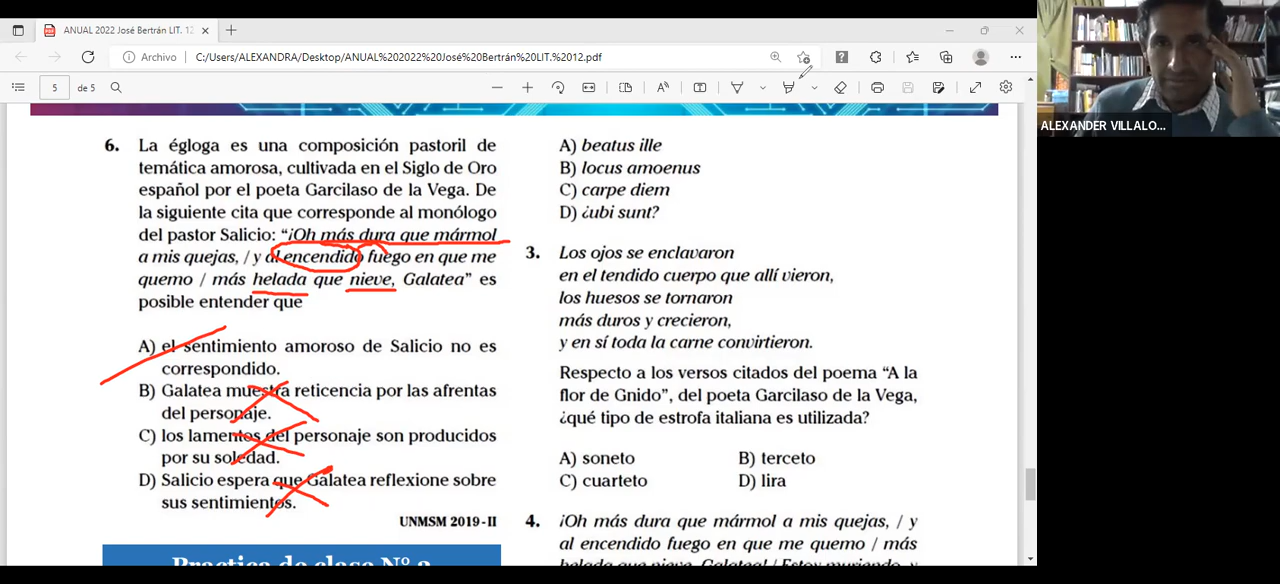 ANUAL 2022 José Bertrán LIT. 12
Archivo
C:/Users/ALEXANDRA/Desktop/ANUAL%202022%20José%20Bertrán%20LIT.%2012.pdf
5
de 5
ALEXANDER VILLALO...
6. La égloga es una composición pastoril de
temática amorosa, cultivada en el Siglo de Oro
español por el poeta Garcilaso de la Vega. De
la siguiente cita que corresponde al monólogo
del pastor Salicio: “¡Oh más dura que mármol
a mis quejas, / y al encendido fuego en que me
quemo / más helada que nieve, Galatea” es
posible entender que
A) el sentimiento amoroso de Salicio no es
correspondido.
B) Galatea muestra reticencia por las afrentas
del personaje.
C) los lamentos del personaje son producidos
por su soledad.
D) Salicio espera que Galatea reflexione sobre
sus sentimientos.
UNMSM 2019-II
Practica de clase N°
A) beatus ille
B) locus amoenus
C) carpe diem
D) ¿ubi sunt?
3. Los ojos se enclavaron
en el tendido cuerpo que allí vieron,
los huesos se tornaron
más duros y crecieron,
y en sí toda la carne convirtieron.
Respecto a los versos citados del poema “A la
flor de Gnido”, del poeta Garcilaso de la Vega,
¿qué tipo de estrofa italiana es utilizada?
A) soneto B) terceto
C) cuarteto D) lira
4. ¡Oh más dura que mármol a mis quejas, / y
al encendido fuego en que me quemo / más
helada que nieve, Galatea! / Estoy muriendo, y